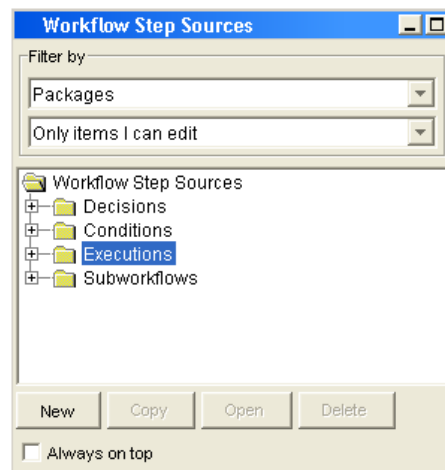 Workflow Step Sources
Filter by
Packages
Only items I can edit
Workflow Step Sources
Decisions
Conditions
Executions
Subworkflows
New Copy Open Delete
Always on top